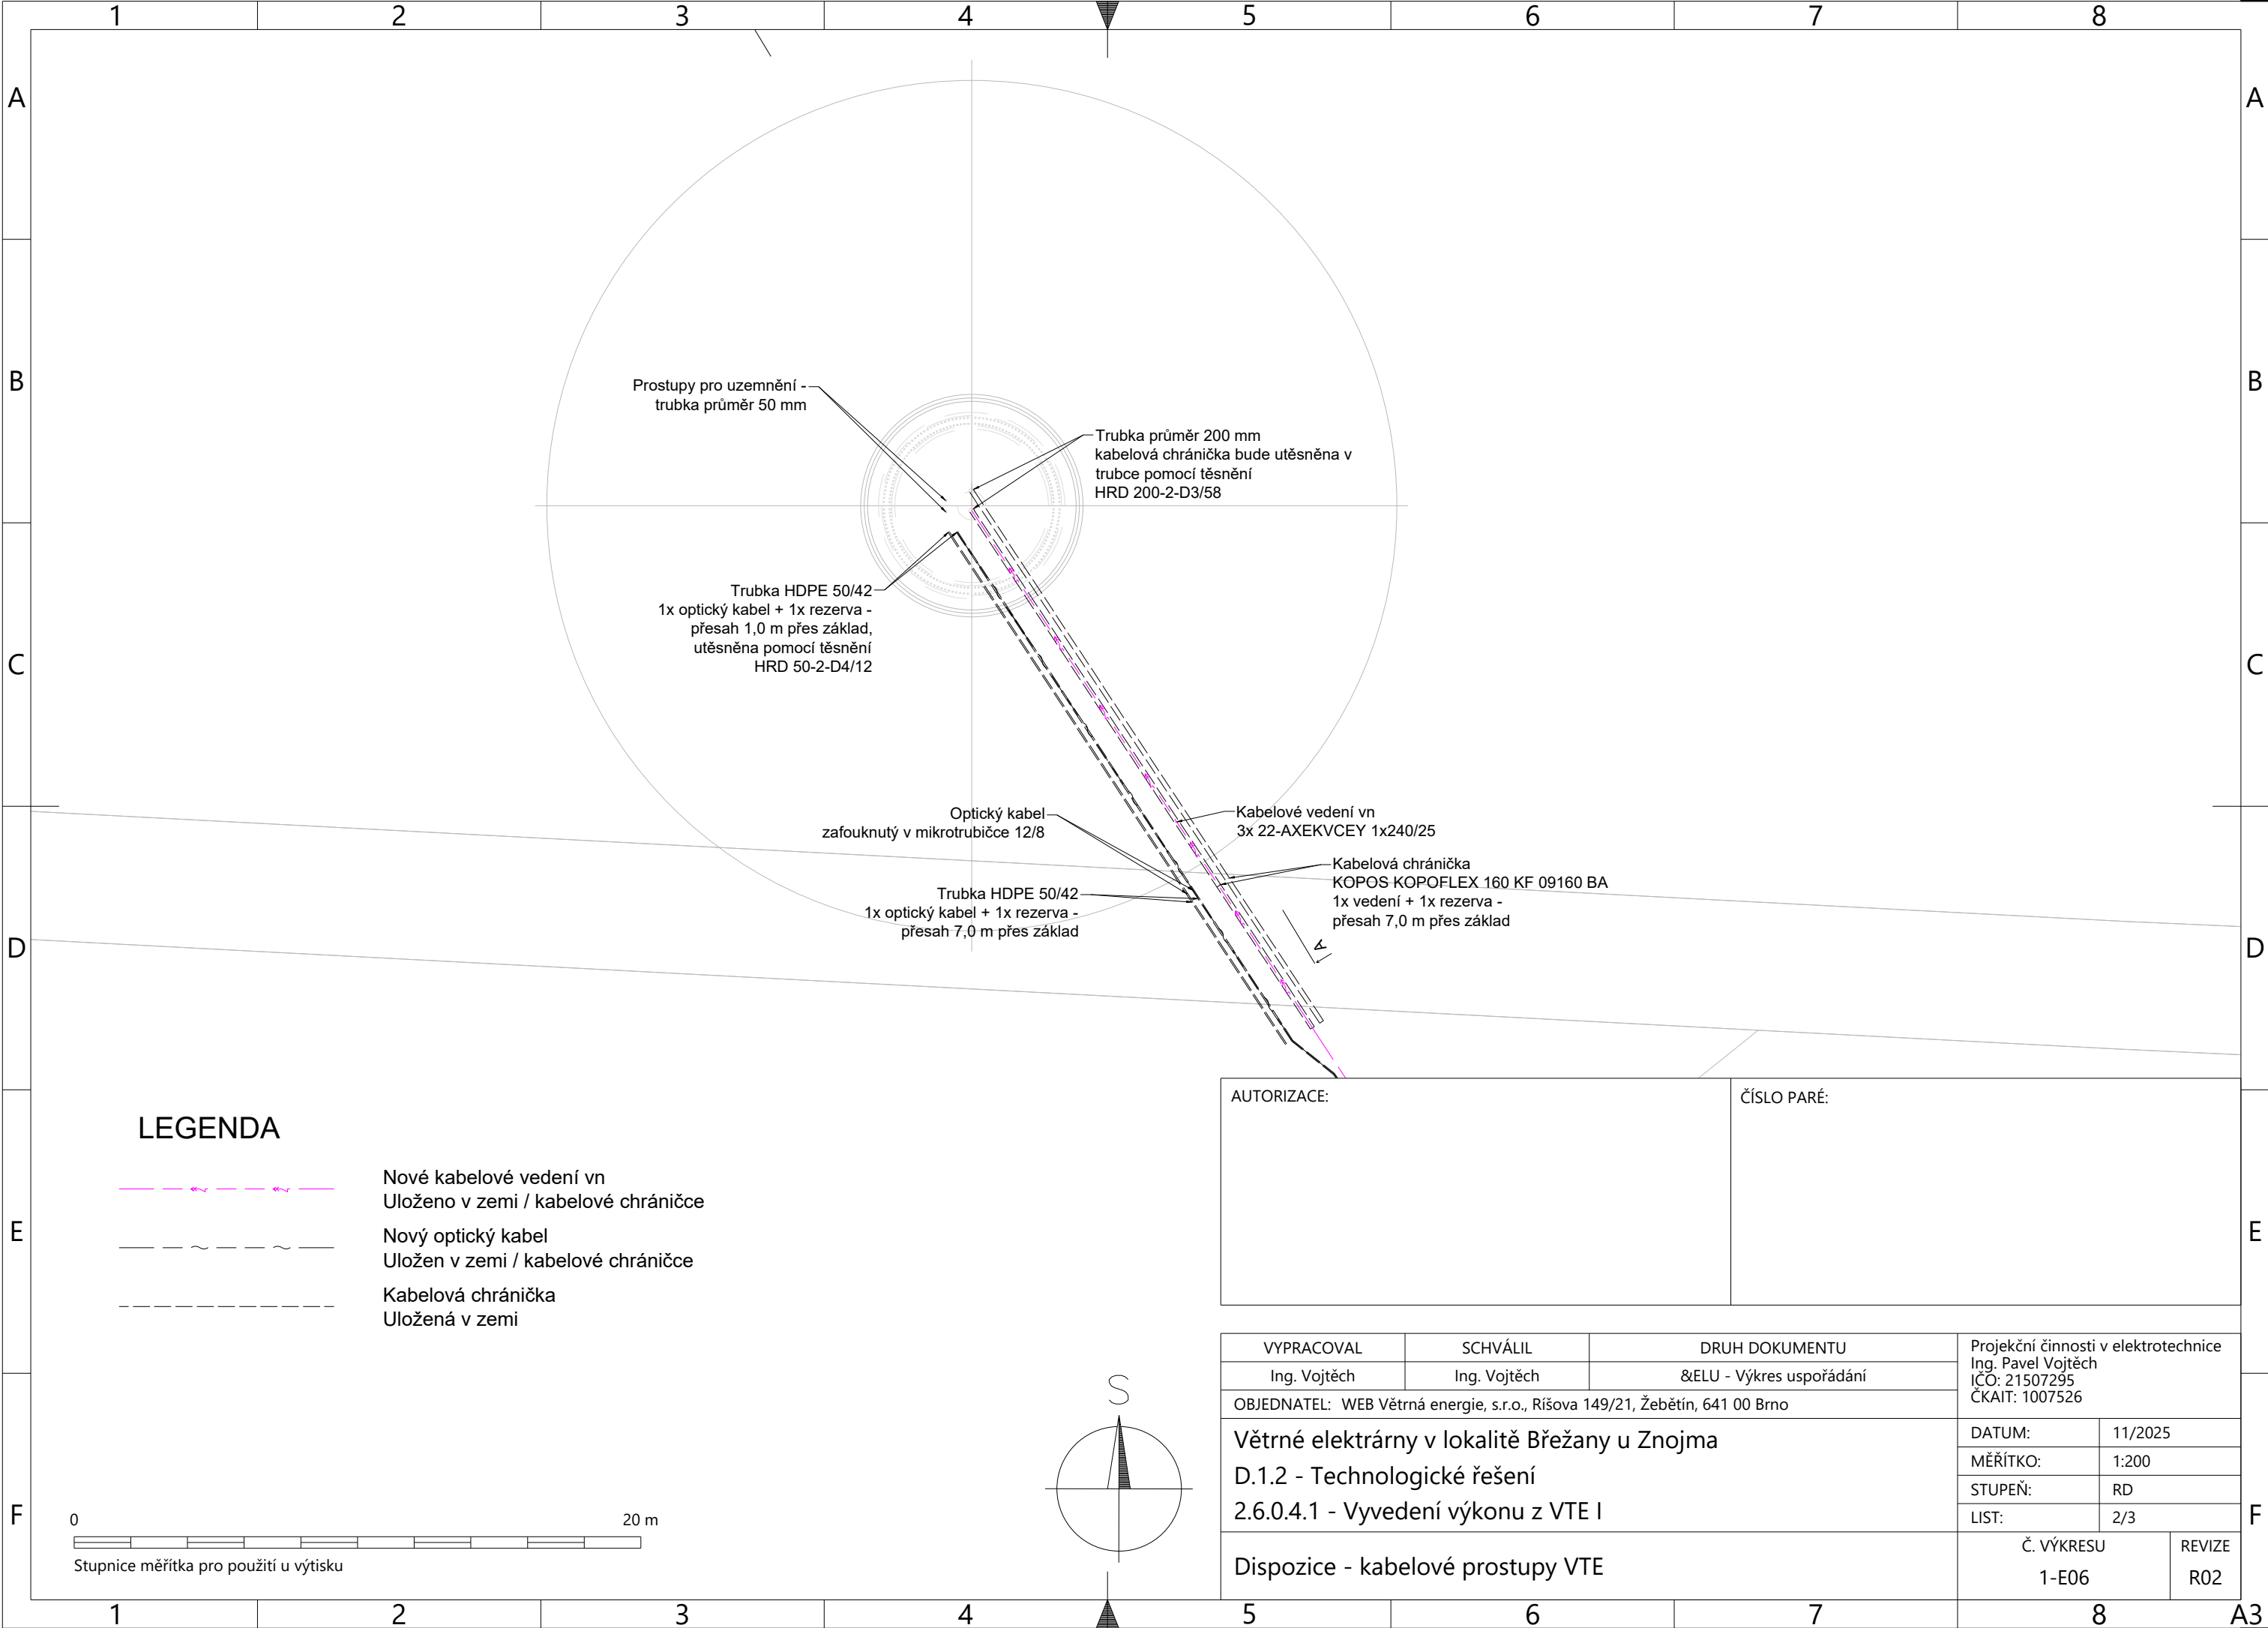 1 2 3 4 5 6 7 8
A A
B B
C C
D D
E E
F F
Prostupy pro uzemnění -
trubka průměr 50 mm
Trubka průměr 200 mm
kabelová chránička bude utěsněna v
trubce pomocí těsnění
HRD 200-2-D3/58
Trubka HDPE 50/42
1x optický kabel + 1x rezerva -
přesah 1,0 m přes základ,
utěsněna pomocí těsnění
HRD 50-2-D4/12
Optický kabel
zafouknutý v mikrotrubičce 12/8
Kabelové vedení vn
3x 22-AXEKVCEY 1x240/25
Kabelová chránička
KOPOS KOPOFLEX 160 KF 09160 BA
1x vedení + 1x rezerva -
přesah 7,0 m přes základ
Trubka HDPE 50/42
1x optický kabel + 1x rezerva -
přesah 7,0 m přes základ
A
LEGENDA
Nové kabelové vedení vn
Uloženo v zemi / kabelové chráničce
Nový optický kabel
Uložen v zemi / kabelové chráničce
Kabelová chránička
Uložená v zemi
0 20 m
Stupnice měřítka pro použití u výtisku
S
AUTORIZACE:
ČÍSLO PARÉ:
VYPRACOVAL SCHVÁLIL DRUH DOKUMENTU
Ing. Vojtěch Ing. Vojtěch &ELU - Výkres uspořádání
OBJEDNATEL: WEB Větrná energie, s.r.o., Ríšova 149/21, Žebětín, 641 00 Brno
Projekční činnosti v elektrotechnice
Ing. Pavel Vojtěch
IČO: 21507295
ČKAIT: 1007526
Větrné elektrárny v lokalitě Břežany u Znojma
D.1.2 - Technologické řešení
2.6.0.4.1 - Vyvedení výkonu z VTE I
DATUM: 11/2025
MĚŘÍTKO: 1:200
STUPEŇ: RD
LIST: 2/3
Dispozice - kabelové prostupy VTE
Č. VÝKRESU REVIZE
1-E06 R02
1 2 3 4 5 6 7 8 A3